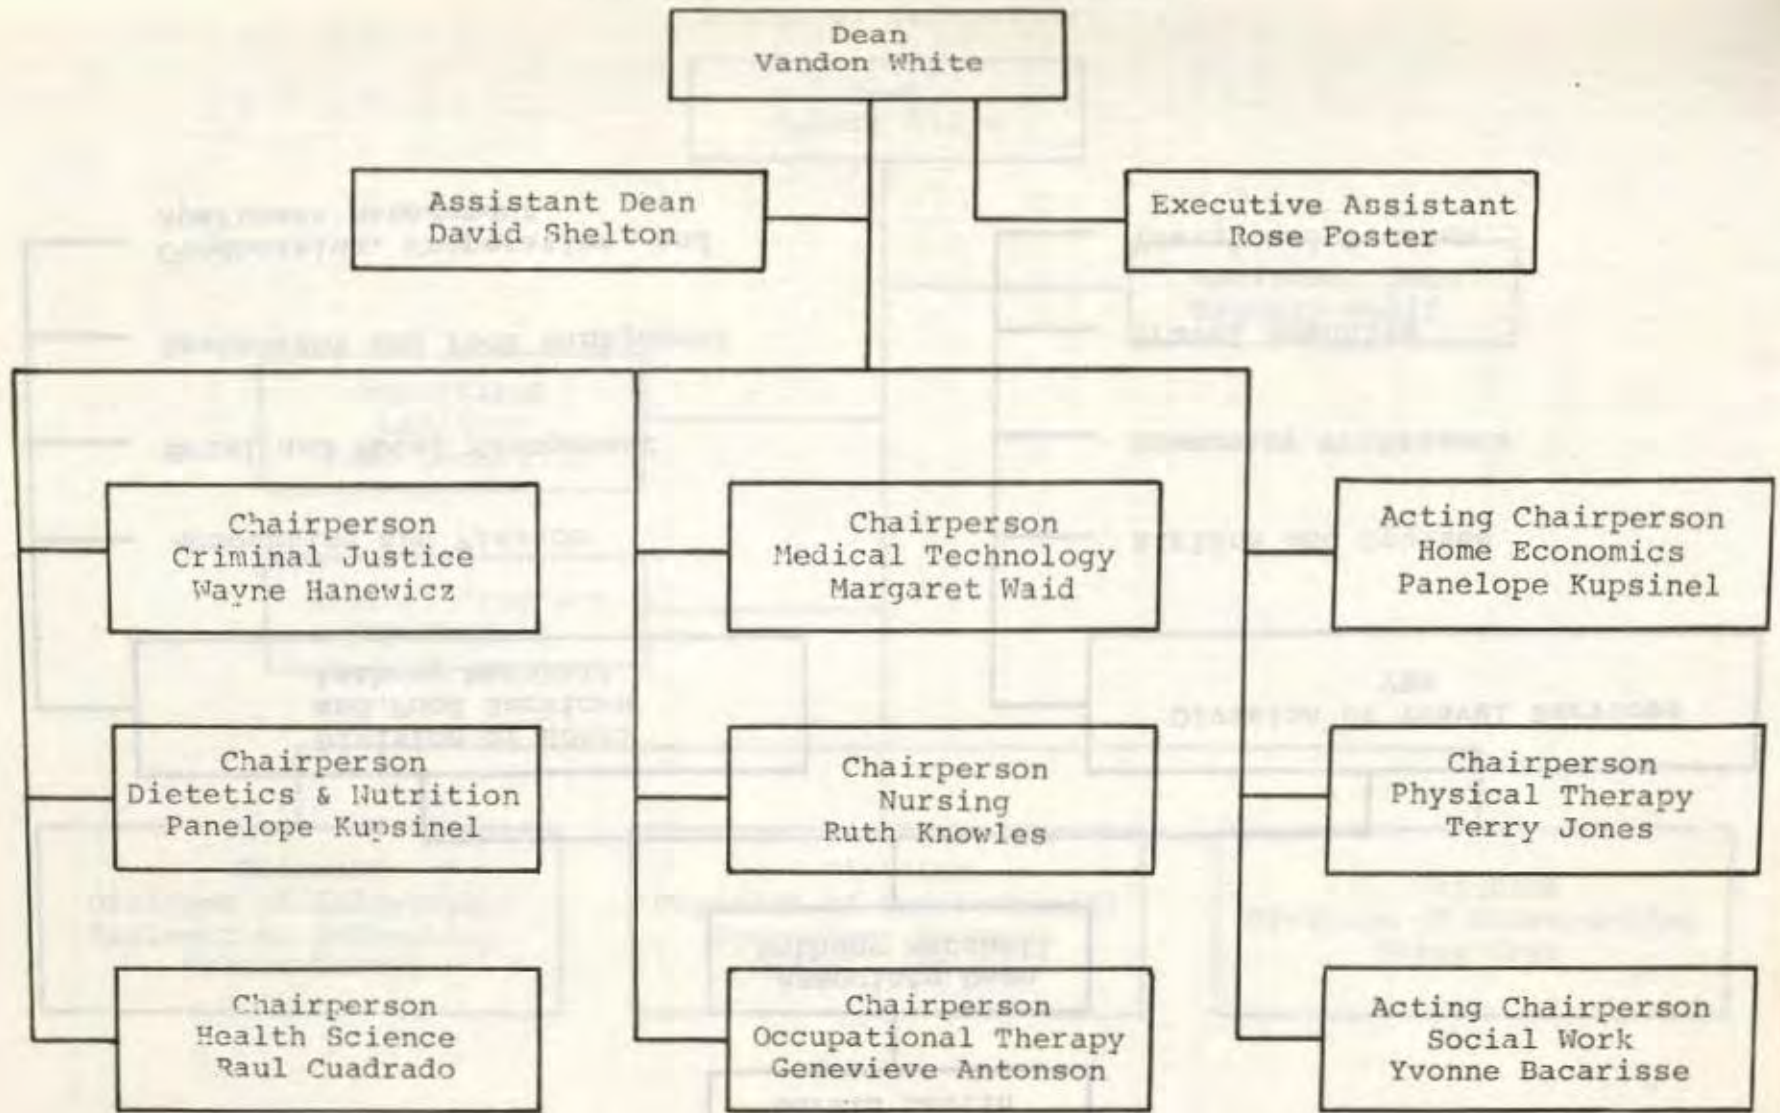 Dean
Vandon White
Assistant Dean
David Shelton
Executive Assistant
Rose Foster
Chairperson
Criminal Justice
Wayne Hanewicz
Chairperson
Medical Technology
Margaret Waid
Acting Chairperson
Home Economics
Panelope Kupsinel
Chairperson
Dietetics & Nutrition
Panelope Kupsinel
Chairperson
Nursing
Ruth Knowles
Chairperson
Physical Therapy
Terry Jones
Chairperson
Health Science
Raul Cuadrado
Chairperson
Occupational Therapy
Genevieve Antonson
Acting Chairperson
Social Work
Yvonne Bacarisse